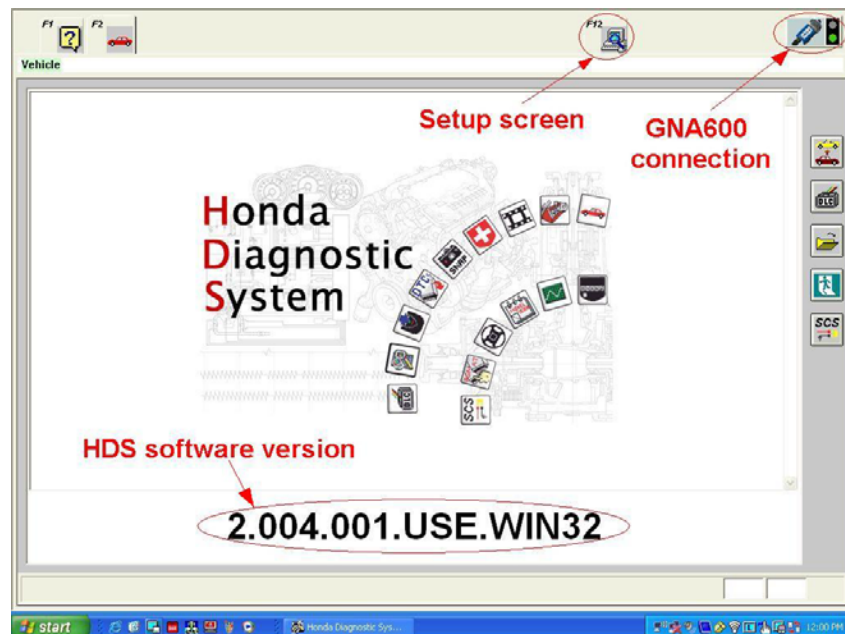 F1 F2 F12
Vehicle
Setup screen
GNA600
connection
Honda
Diagnostic
System
SCS
HDS software version
2.004.001.USE.WIN32
start Honda Diagnostic Sys... 12:00 PM